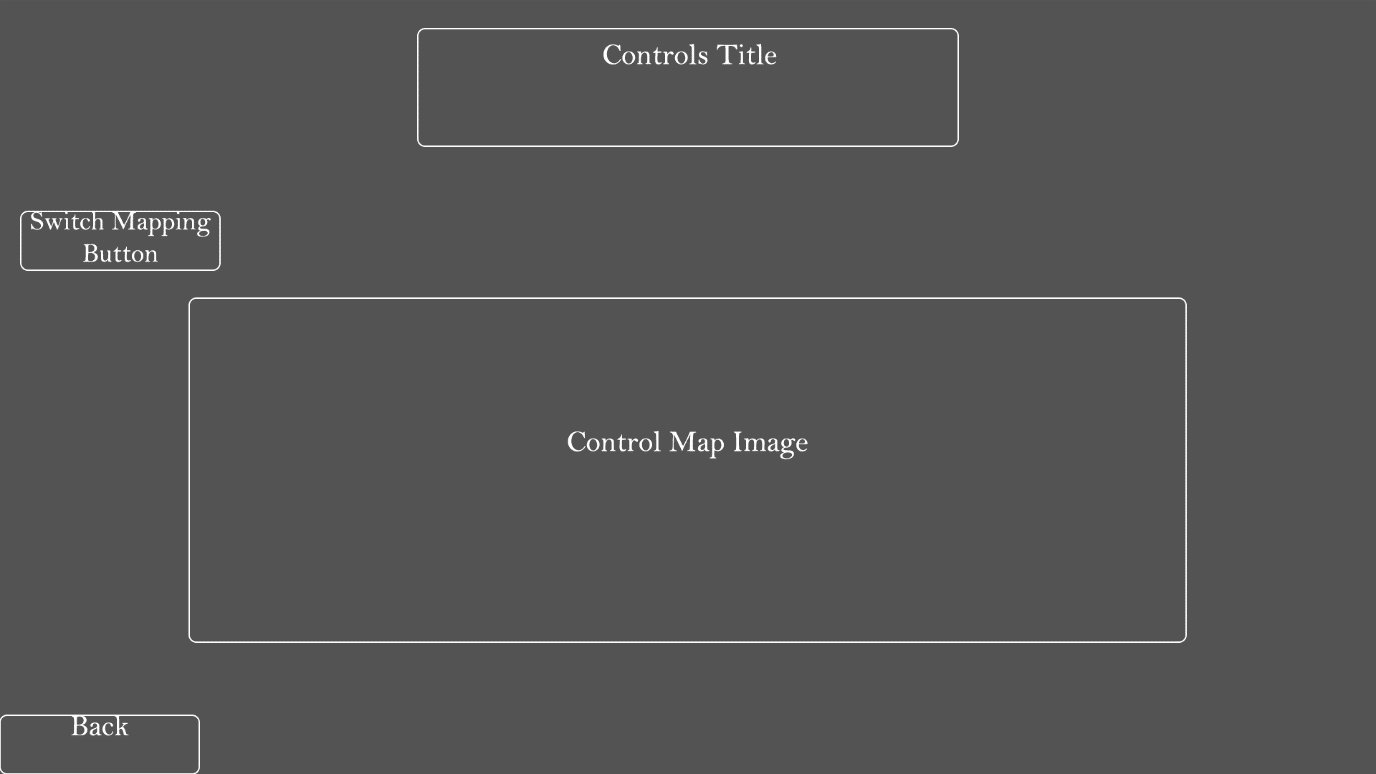 Controls Title
Switch Mapping
Button
Control Map Image
Back